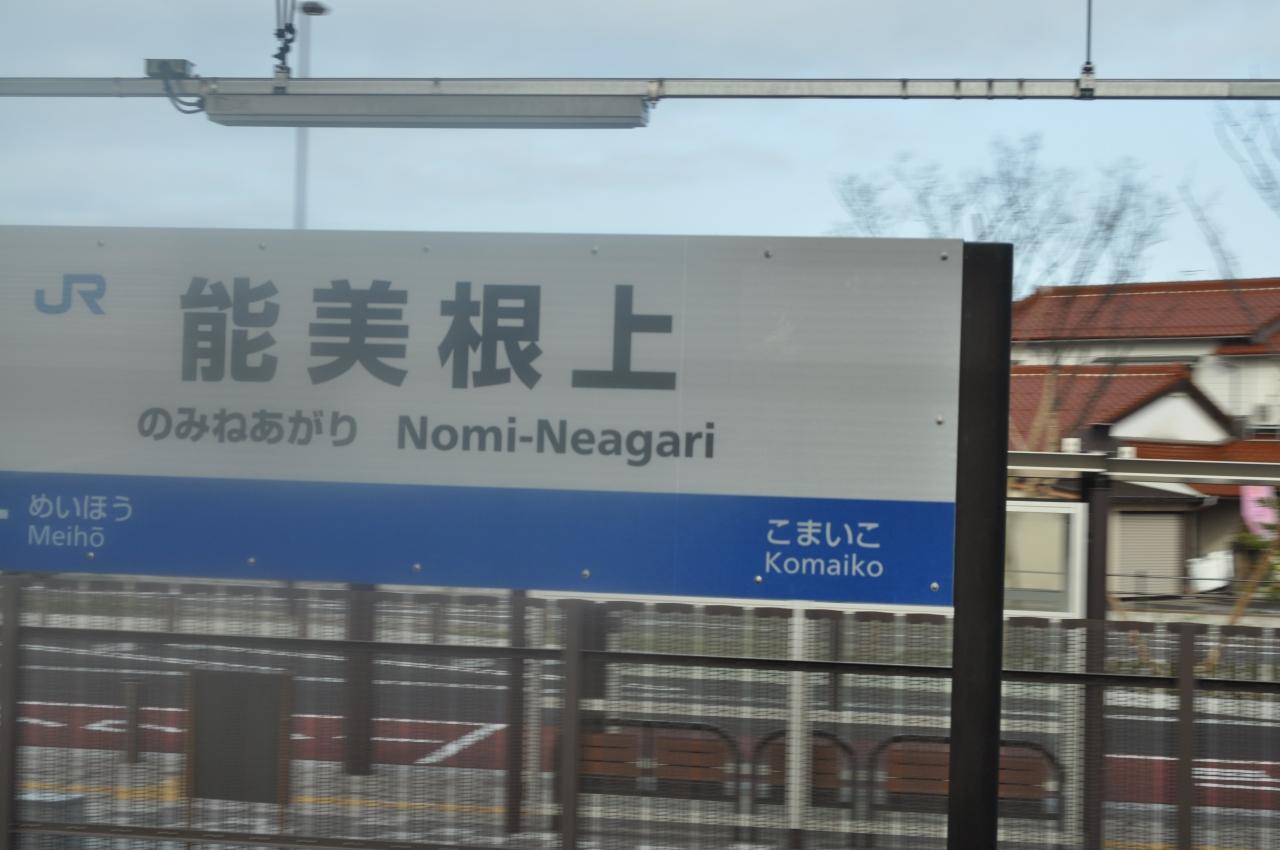 JR
能美根上
のみねあがり Nomi-Neagari
めいほう
Meihō
こまいこ
Komaiko